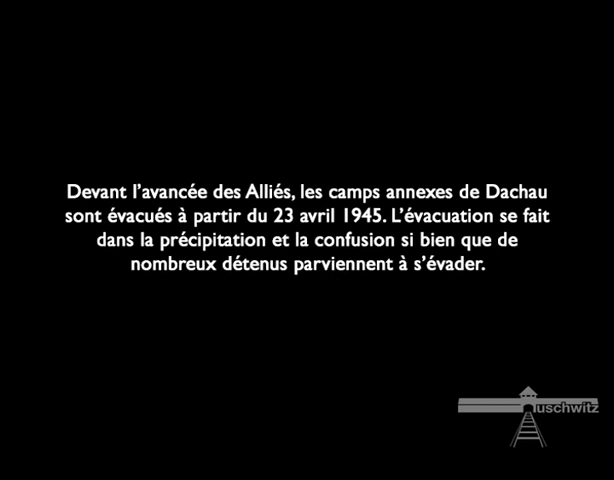 Devant l'avancée des Alliés, les camps annexes de Dachau
sont évacués à partir du 23 avril 1945. L'évacuation se fait
dans la précipitation et la confusion si bien que de
nombreux détenus parviennent à s'évader.
uschwitz